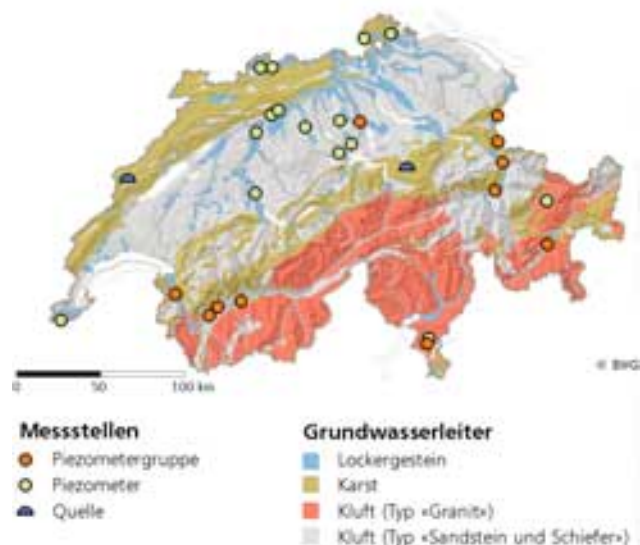 0 50 100 km
© BWG
Messstellen
Piezometergruppe
Piezometer
Quelle
Grundwasserleiter
Lockergestein
Karst
Kluft (Typ «Granit»)
Kluft (Typ «Sandstein und Schiefer»)